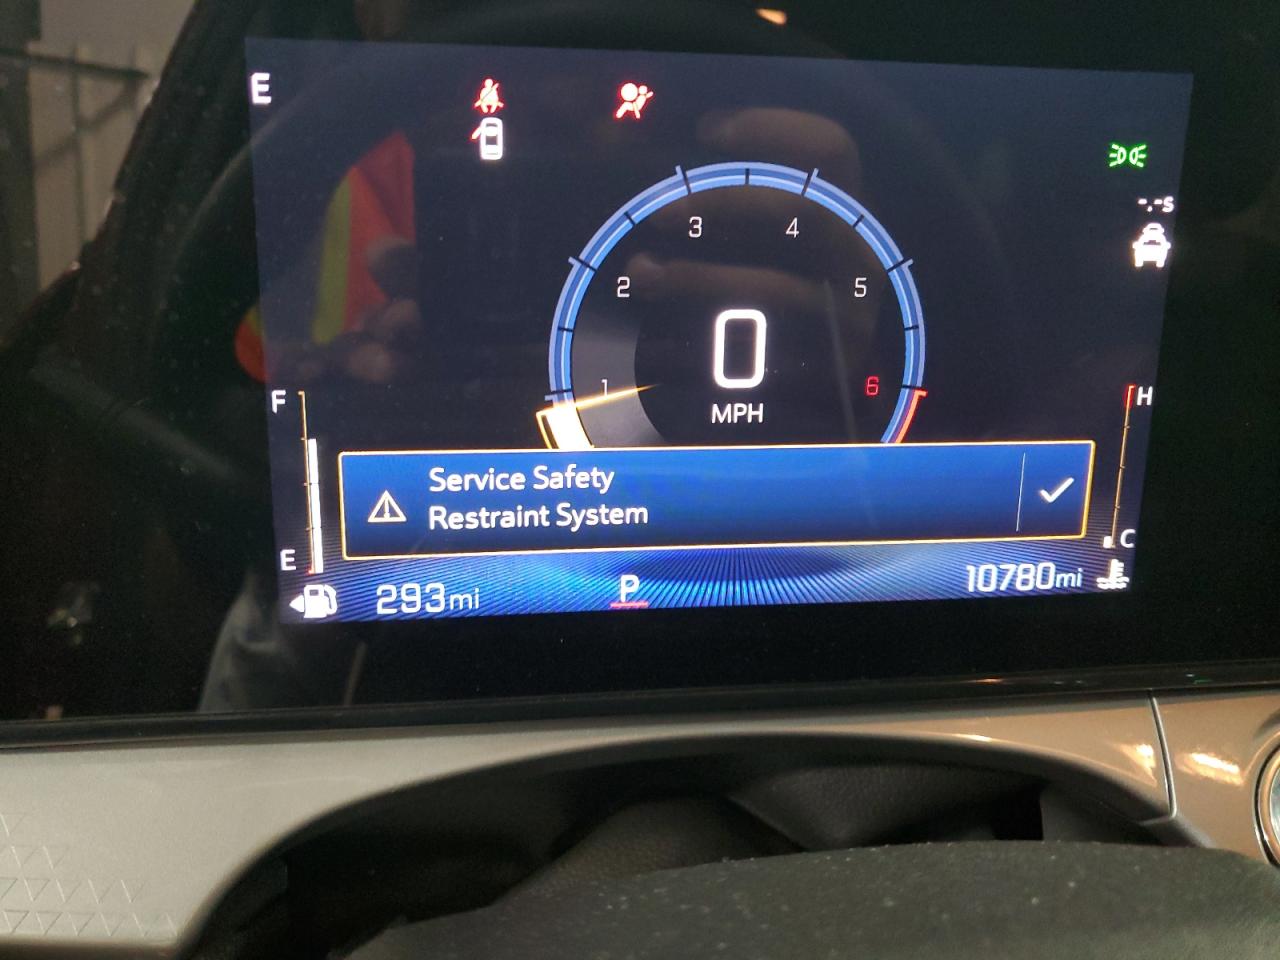 E
-.-s
3 4
2 5
1 6
0
MPH
F H
Service Safety
Restraint System
E C
293mi P 10780mi